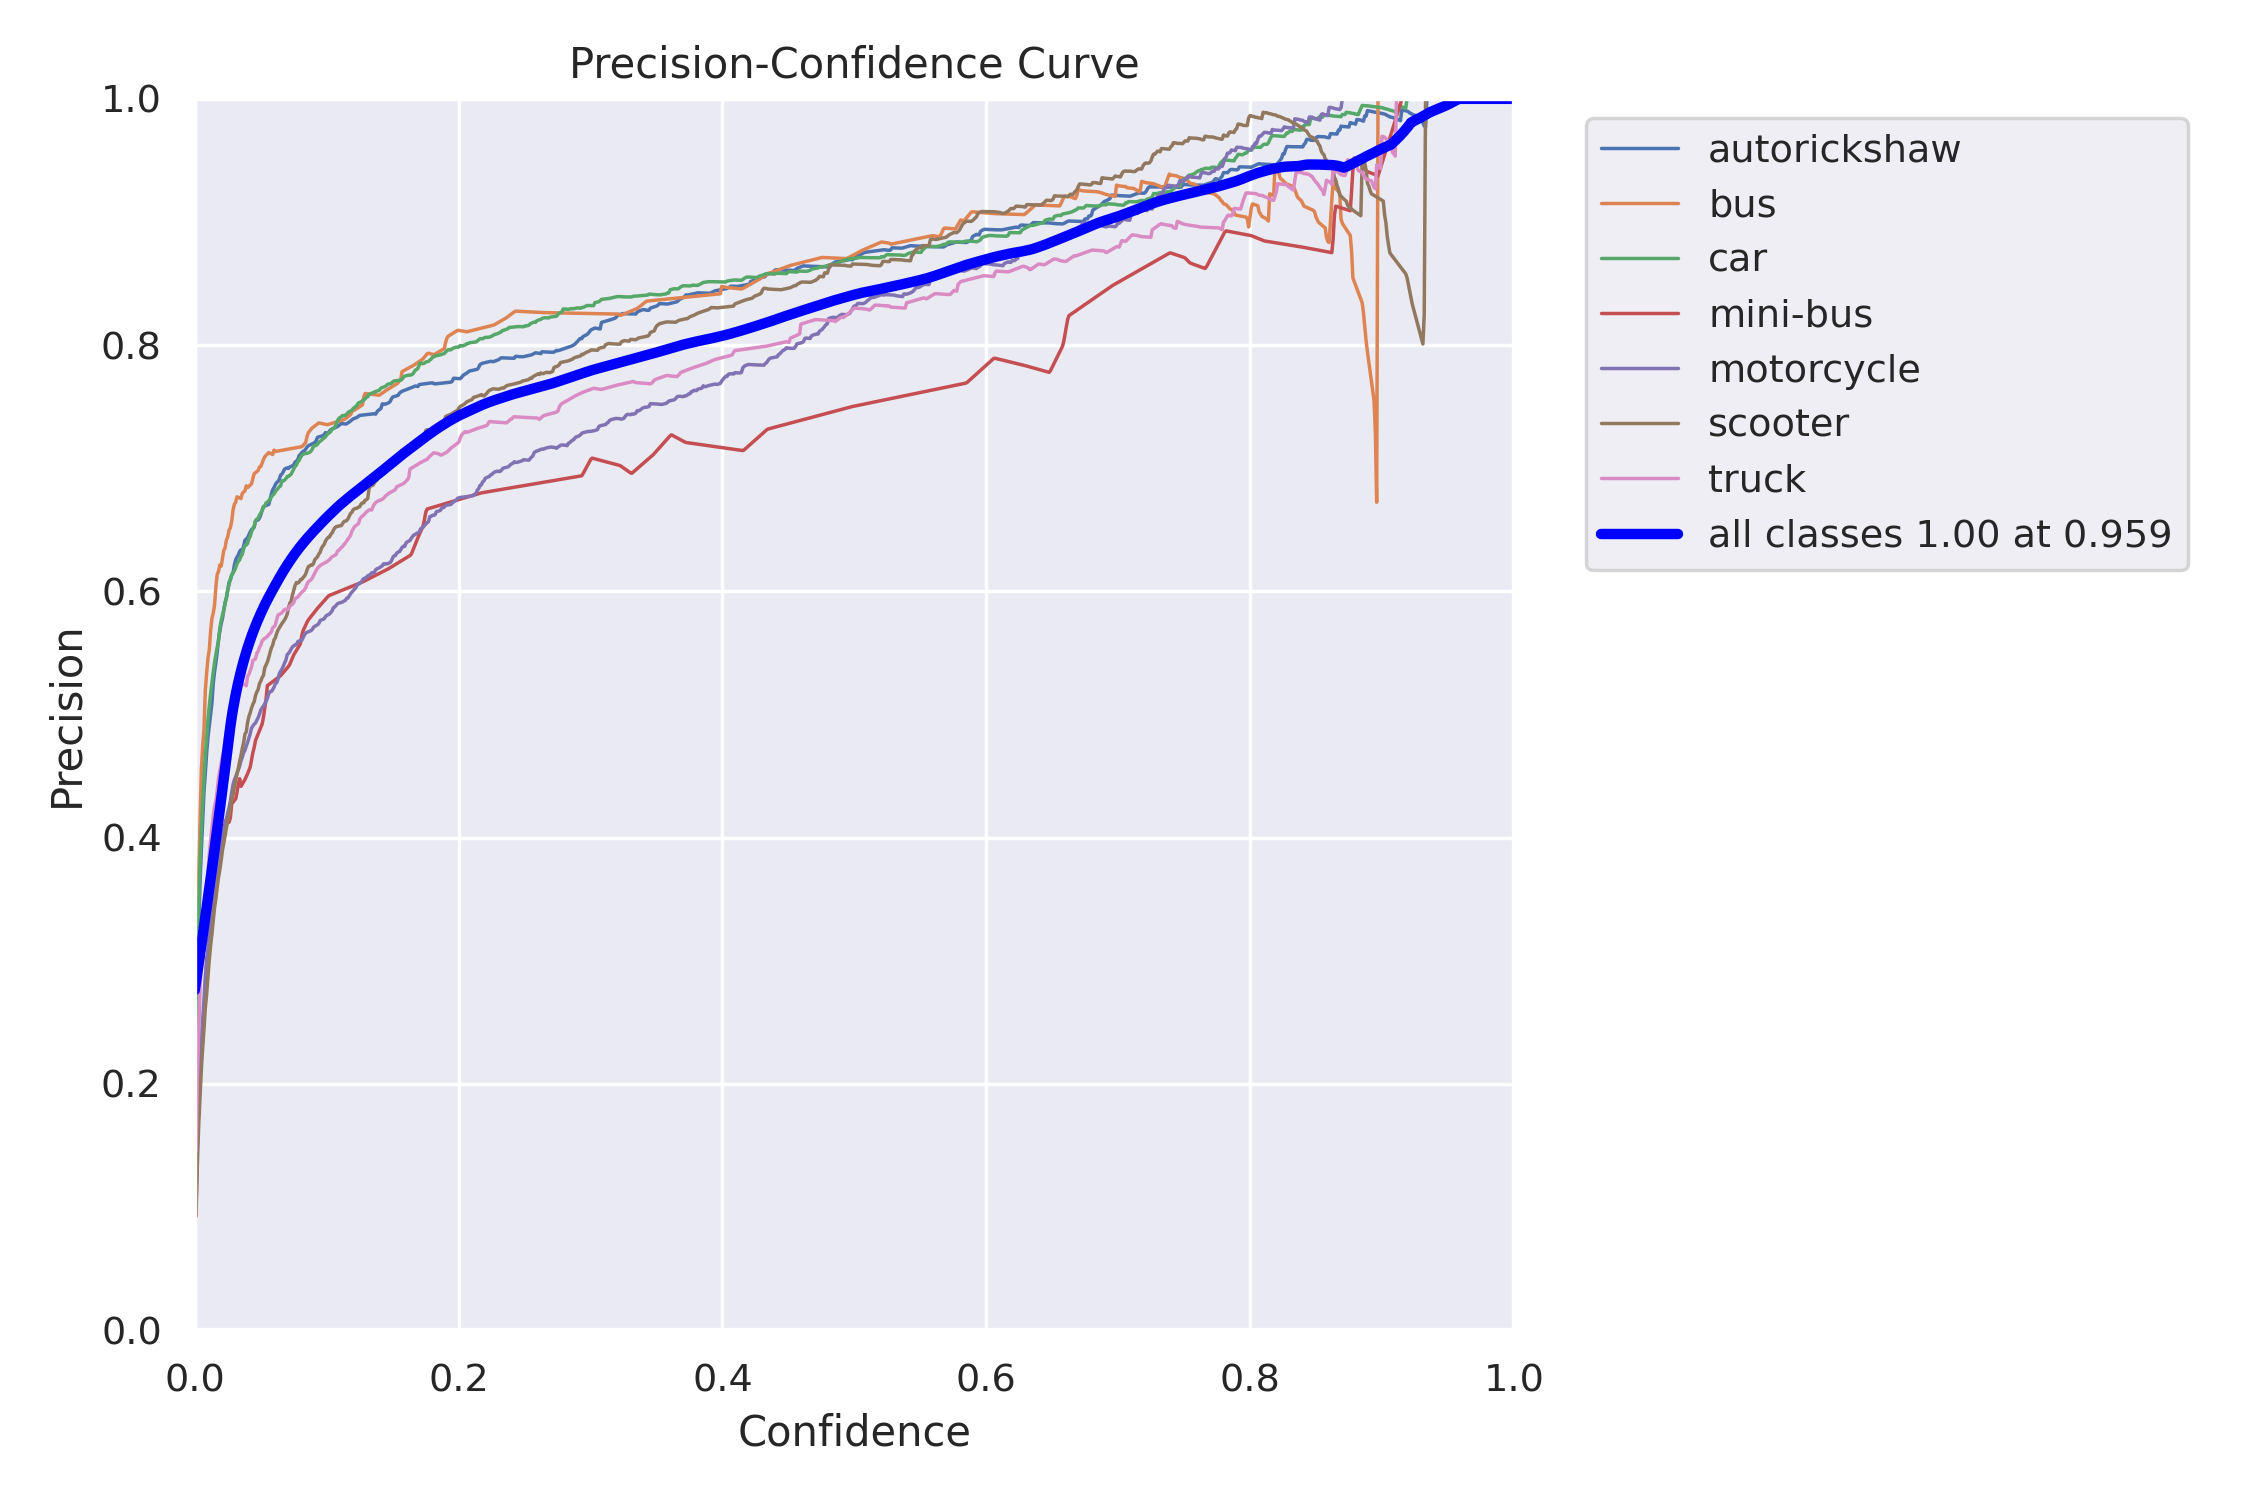 Precision-Confidence Curve
1.0
0.8
0.6
0.4
0.2
0.0
Precision
0.0 0.2 0.4 0.6 0.8 1.0
Confidence
autorickshaw
bus
car
mini-bus
motorcycle
scooter
truck
all classes 1.00 at 0.959